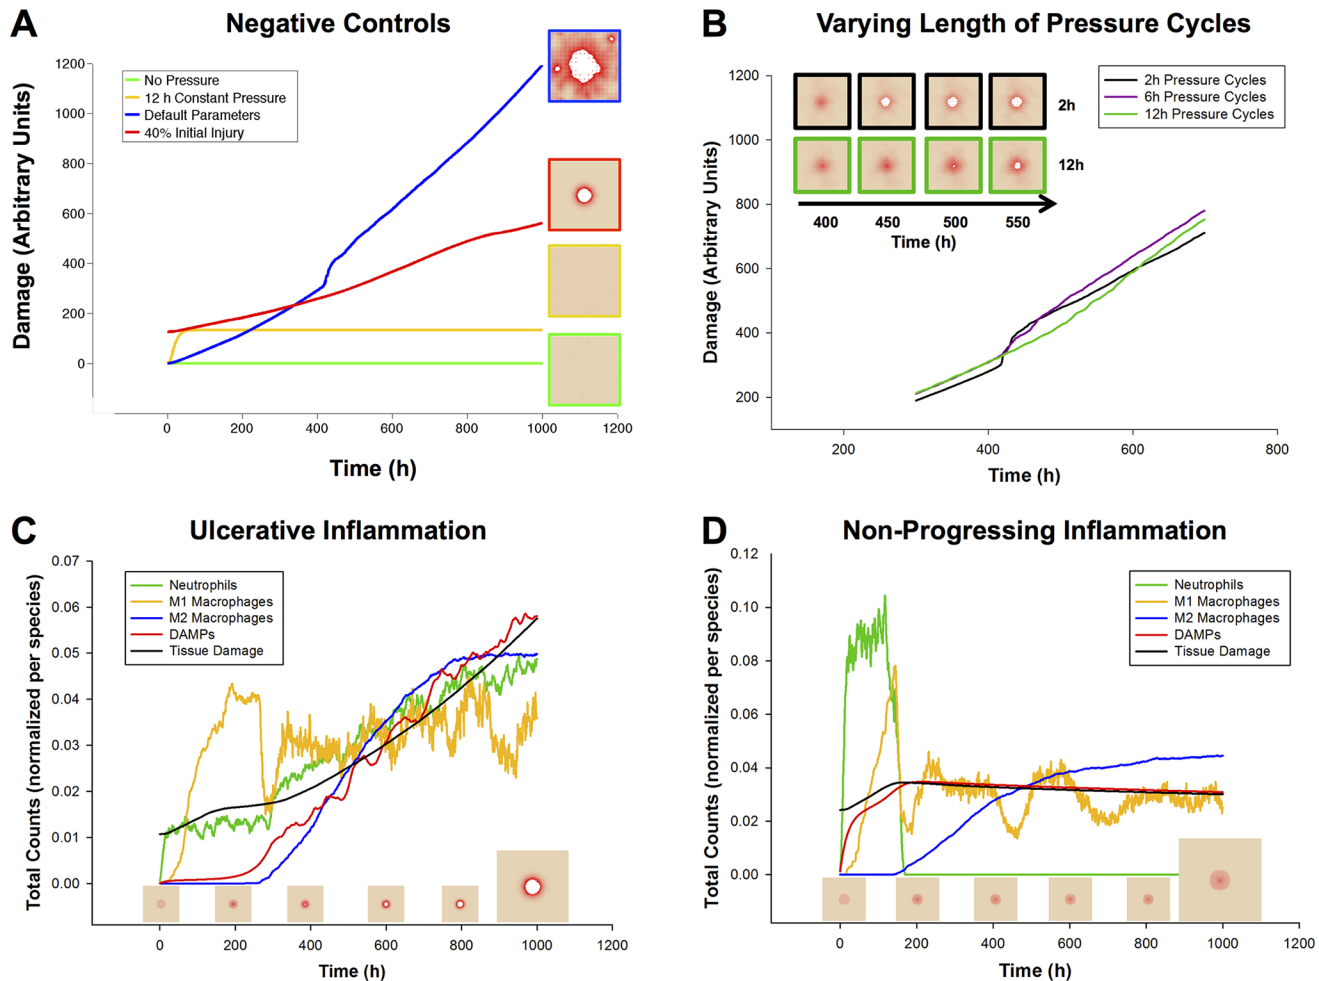 A
Negative Controls
Damage (Arbitrary Units)
1200
1000
800
600
400
200
0
No Pressure
12 h Constant Pressure
Default Parameters
40% Initial Injury
0
200
400
600
800
1000
1200
Time (h)
B
Varying Length of Pressure Cycles
Damage (Arbitrary Units)
1200
1000
800
600
400
200
2h
12h
400
450
500
550
Time (h)
2h Pressure Cycles
6h Pressure Cycles
12h Pressure Cycles
200
400
600
800
Time (h)
C
Ulcerative Inflammation
Total Counts (normalized per species)
0.07
0.06
0.05
0.04
0.03
0.02
0.01
0.00
Neutrophils
M1 Macrophages
M2 Macrophages
DAMPs
Tissue Damage
0
200
400
600
800
1000
1200
Time (h)
D
Non-Progressing Inflammation
Total Counts (normalized per species)
0.12
0.10
0.08
0.06
0.04
0.02
0.00
Neutrophils
M1 Macrophages
M2 Macrophages
DAMPs
Tissue Damage
0
200
400
600
800
1000
1200
Time (h)